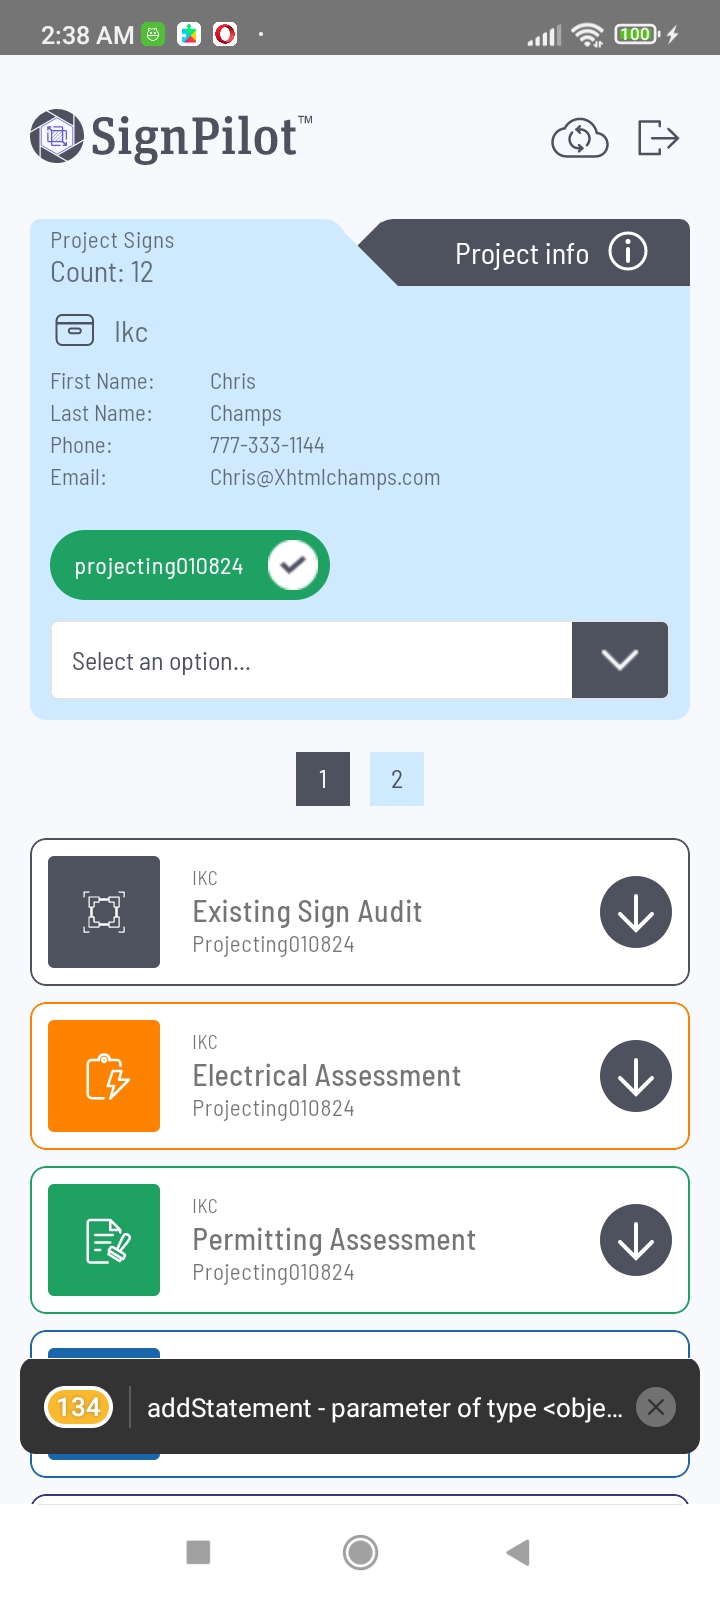 2:38 AM
100
SignPilot™
Project Signs
Count: 12
Project info
Ikc
First Name: Chris
Last Name: Champs
Phone: 777-333-1144
Email: Chris@Xhtmlchamps.com
projecting010824
Select an option...
1 2
IKC
Existing Sign Audit
Projecting010824
IKC
Electrical Assessment
Projecting010824
IKC
Permitting Assessment
Projecting010824
134 addStatement - parameter of type <obje...